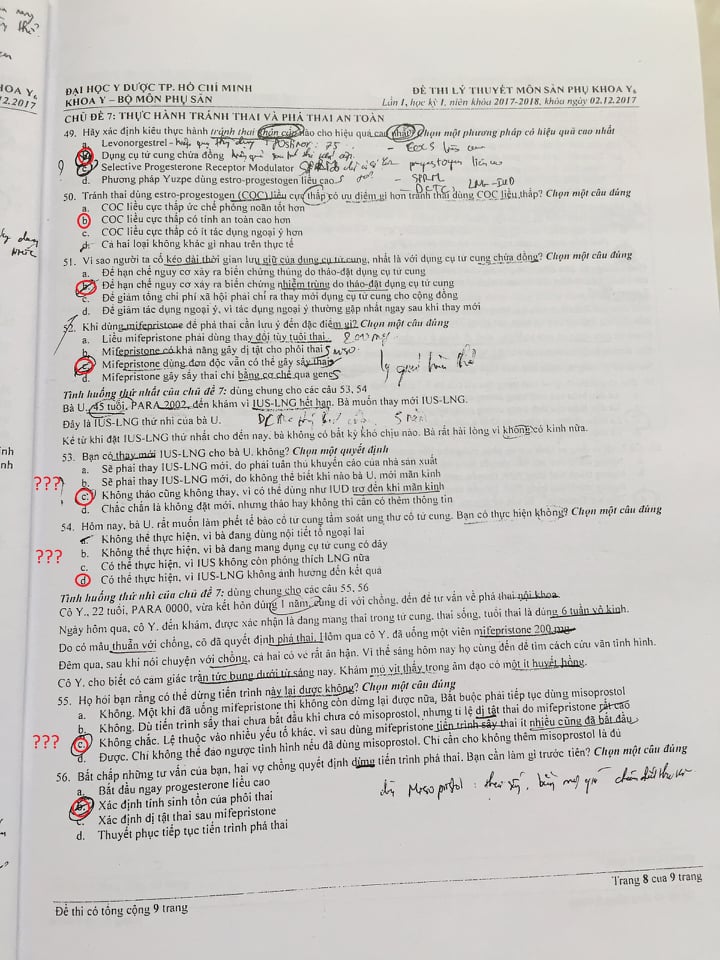 ĐẠI HỌC Y DƯỢC TP. HỒ CHÍ MINH
KHOA Y – BỘ MÔN PHỤ SẢN
ĐỀ THI LÝ THUYẾT MÔN SẢN PHỤ KHOA Y6
Lần 1, học kỳ 1, niên khóa 2017-2018, khóa ngày 02.12.2017
CHỦ ĐỀ 7: THỰC HÀNH TRÁNH THAI VÀ PHÁ THAI AN TOÀN
49. Hãy xác định kiểu thực hành tránh thai khẩn cấp nào cho hiệu quả cao nhất? Chọn một phương pháp có hiệu quả cao nhất
a. Levonorgestrel
b. Dụng cụ tử cung chứa đồng
c. Selective Progesterone Receptor Modulator
d. Phương pháp Yuzpe dùng estro-progestogen liều cao
50. Tránh thai dùng estro-progestogen (COC) liều cực thấp có ưu điểm gì hơn tránh thai dùng COC liều thấp? Chọn một câu đúng
a. COC liều cực thấp ức chế phóng noãn tốt hơn
b. COC liều cực thấp có tính an toàn cao hơn
c. COC liều cực thấp có ít tác dụng ngoại ý hơn
d. Cả hai loại không khác gì nhau trên thực tế
51. Vì sao người ta cố kéo dài thời gian lưu giữ của dụng cụ tử cung, nhất là với dụng cụ tử cung chứa đồng? Chọn một câu đúng
a. Để hạn chế nguy cơ xảy ra biến chứng thủng do tháo-đặt dụng cụ tử cung
b. Để hạn chế nguy cơ xảy ra biến chứng nhiễm trùng do tháo-đặt dụng cụ tử cung
c. Để giảm tổng chi phí xã hội phải chi ra thay mới dụng cụ tử cung cho cộng đồng
d. Để giảm tác dụng ngoại ý, vì tác dụng ngoại ý thường gặp nhất ngay sau khi thay mới
52. Khi dùng mifepristone để phá thai cần lưu ý đến đặc điểm gì? Chọn một câu đúng
a. Liều mifepristone phải dùng thay đổi tùy tuổi thai
b. Mifepristone có khả năng gây dị tật cho phôi thai
c. Mifepristone dùng đơn độc vẫn có thể gây sẩy thai
d. Mifepristone gây sẩy thai chỉ bằng cơ chế qua genes
Tình huống thứ nhất của chủ đề 7: dùng chung cho các câu 53, 54
Bà U., 45 tuổi, PARA 2002, đến khám vì IUS-LNG hết hạn. Bà muốn thay mới IUS-LNG.
Đây là IUS-LNG thứ nhì của bà U.
Kể từ khi đặt IUS-LNG thứ nhất cho đến nay, bà không có bất kỳ khó chịu nào. Bà rất hài lòng vì không có kinh nữa.
53. Bạn có thay mới IUS-LNG cho bà U. không? Chọn một quyết định
a. Sẽ phải thay IUS-LNG mới, do phải tuân thủ khuyến cáo của nhà sản xuất
b. Sẽ phải thay IUS-LNG mới, do không thể biết khi nào bà U. mới mãn kinh
???
c. Không tháo cũng không thay, vì có thể dùng như IUD trơ đến khi mãn kinh
d. Chắc chắn là không đặt mới, nhưng tháo hay không thì cần có thêm thông tin
54. Hôm nay, bà U. rất muốn làm phết tế bào cổ tử cung tầm soát ung thư cổ tử cung. Bạn có thực hiện không? Chọn một câu đúng
a. Không thể thực hiện, vì bà đang dùng nội tiết tố ngoại lai
b. Không thể thực hiện, vì bà đang mang dụng cụ tử cung có dây
???
c. Có thể thực hiện, vì IUS không còn phóng thích LNG nữa
d. Có thể thực hiện, vì IUS-LNG không ảnh hưởng đến kết quả
Tình huống thứ nhì của chủ đề 7: dùng chung cho các câu 55, 56
Cô Y., 22 tuổi, PARA 0000, vừa kết hôn đúng 1 năm, cùng đi với chồng, đến để tư vấn về phá thai nội khoa.
Ngày hôm qua, cô Y. đến khám, được xác nhận là đang mang thai trong tử cung, thai sống, tuổi thai là đúng 6 tuần vô kinh.
Do có mâu thuẫn với chồng, cô đã quyết định phá thai. Hôm qua cô Y. đã uống một viên mifepristone 200 mg.
Đêm qua, sau khi nói chuyện với chồng, cả hai có vẻ rất ân hận. Vì thế sáng hôm nay họ cùng đến để tìm cách cứu vãn tình hình.
Cô Y. cho biết có cảm giác trằn tức bụng dưới từ sáng nay. Khám mỏ vịt thấy trong âm đạo có một ít huyết hồng.
55. Họ hỏi bạn rằng có thể dừng tiến trình này lại được không? Chọn một câu đúng
a. Không. Một khi đã uống mifepristone thì không còn dừng lại được nữa, Bắt buộc phải tiếp tục dùng misoprostol
b. Không. Dù tiến trình sẩy thai chưa bắt đầu khi chưa có misoprostol, nhưng tỉ lệ dị tật thai do mifepristone rất cao
???
c. Không chắc. Lệ thuộc vào nhiều yếu tố khác, vì sau dùng mifepristone tiến trình sẩy thai ít nhiều cũng đã bắt đầu
d. Được. Chỉ không thể đảo ngược tình hình nếu đã dùng misoprostol. Chỉ cần cho không thêm misoprostol là đủ
56. Bất chấp những tư vấn của bạn, hai vợ chồng quyết định dừng tiến trình phá thai. Bạn cần làm gì trước tiên? Chọn một câu đúng
a. Bắt đầu ngay progesterone liều cao
b. Xác định tính sinh tồn của phôi thai
c. Xác định dị tật thai sau mifepristone
d. Thuyết phục tiếp tục tiến trình phá thai
Đề thi có tổng cộng 9 trang
Trang 8 của 9 trang